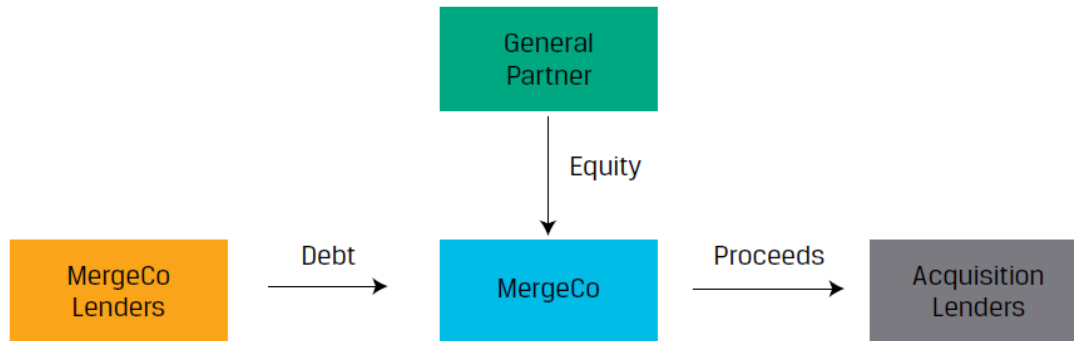 General
Partner
Equity
Debt
Proceeds
MergeCo
Lenders
MergeCo
Acquisition
Lenders